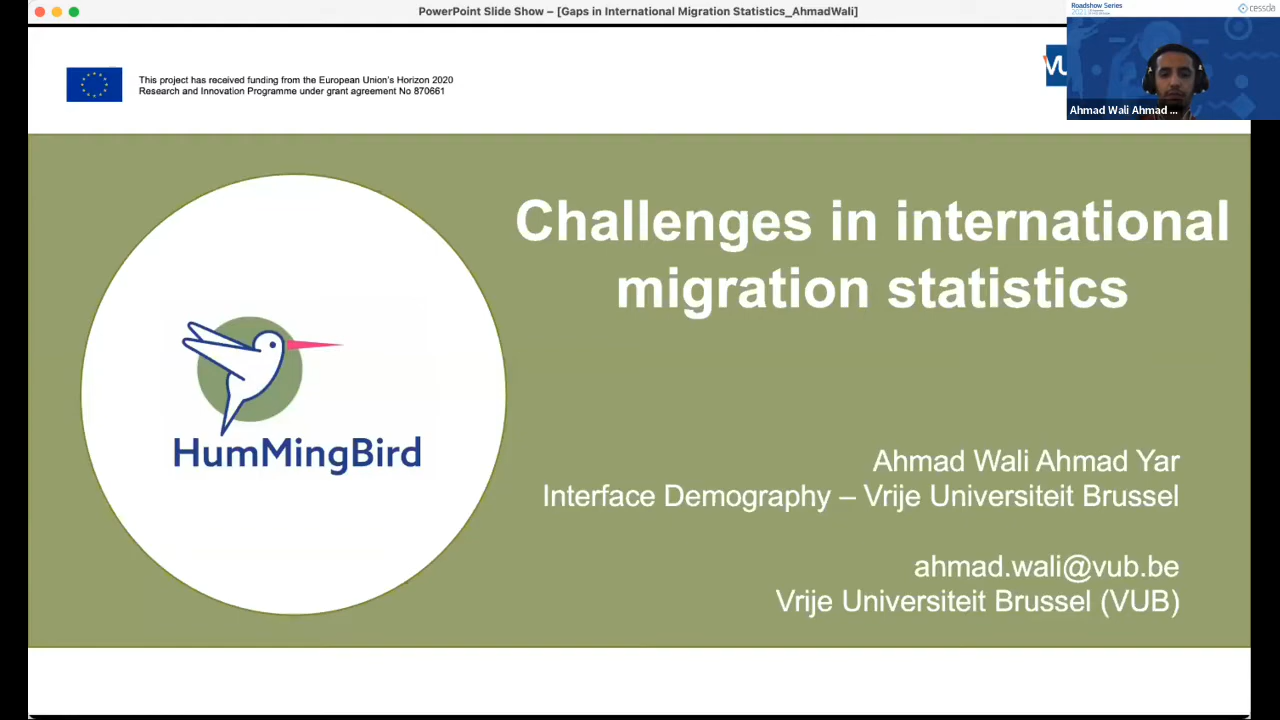 PowerPoint Slide Show – [Gaps in International Migration Statistics_AhmadWali]
Roadshow Series
2021
cessda
This project has received funding from the European Union's Horizon 2020
Research and Innovation Programme under grant agreement No 870661
VU
Ahmad Wali Ahmad ...
Challenges in international
migration statistics
HumMingBird
Ahmad Wali Ahmad Yar
Interface Demography – Vrije Universiteit Brussel
ahmad.wali@vub.be
Vrije Universiteit Brussel (VUB)